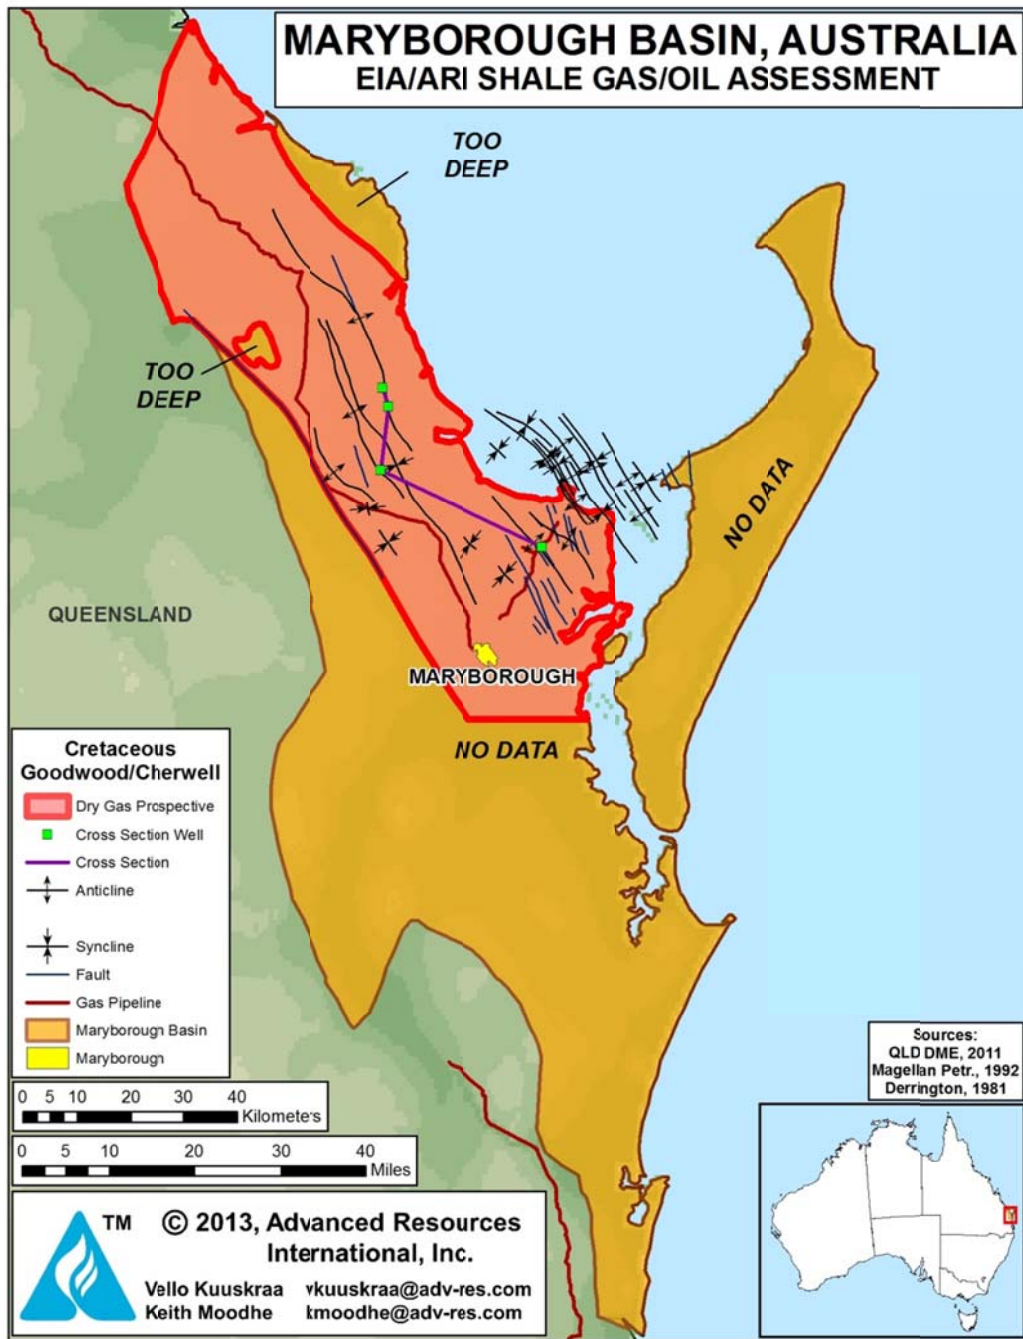 MARYBOROUGH BASIN, AUSTRALIA
EIA/ARI SHALE GAS/OIL ASSESSMENT
TOO
DEEP
TOO
DEEP
NO DATA
QUEENSLAND
MARYBOROUGH
NO DATA
Cretaceous
Goodwood/Cherwell
Dry Gas Prospective
Cross Section Well
Cross Section
Anticline
Syncline
Fault
Gas Pipeline
Maryborough Basin
Maryborough
0 5 10 20 30 40
Kilometers
0 5 10 20 30 40
Miles
Sources:
QLD DME, 2011
Magellan Petr., 1992
Derrington, 1981
TM © 2013, Advanced Resources
International, Inc.
Vello Kuuskraa vkuuskraa@adv-res.com
Keith Moodhe kmoodhe@adv-res.com